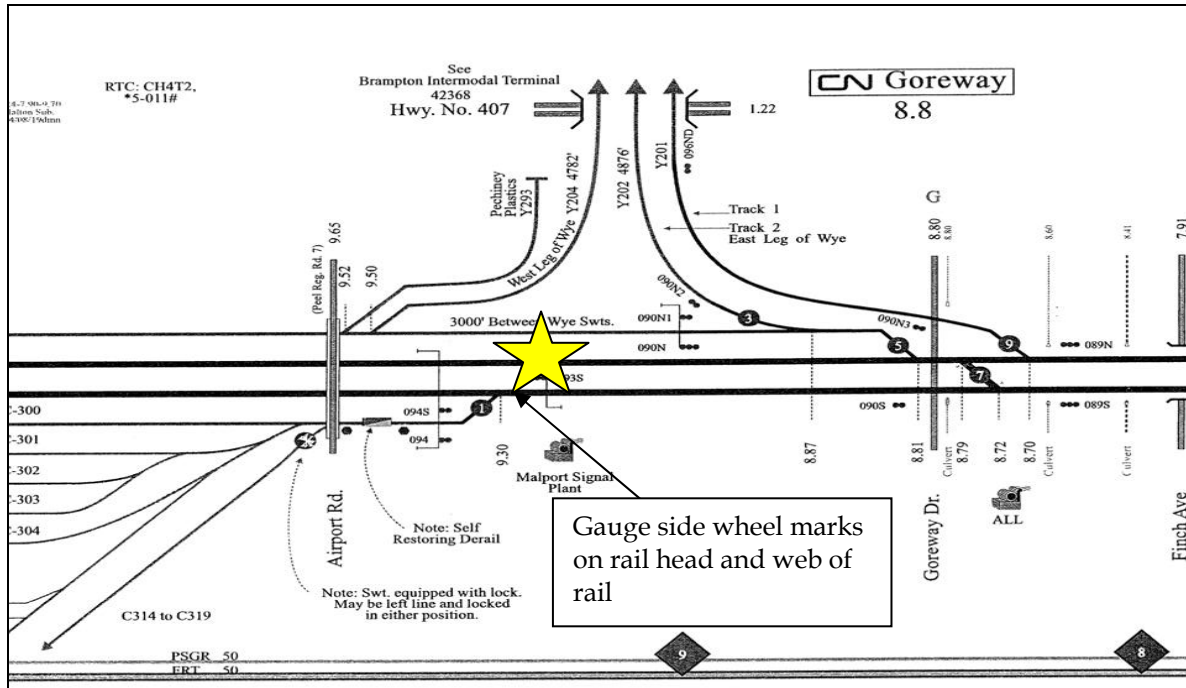 RTC: CH4T2,
*5-011#
See
Brampton Intermodal Terminal
42368
Hwy. No. 407
1.22
CN Goreway
8.8
Pechiney
Plastics
Y293
West Leg of Wye
Y204 4782'
Y202 4876'
Y201
096ND
Track 1
Track 2
East Leg of Wye
(Peel Reg. Rd. 7)
9.65
9.52
9.50
3000' Between Wye Swts.
090N2
090N1
090N
090N3
G
8.80
8.80
8.60
8.41
7.91
3
5
9
7
1
089N
93S
094S
094
090S
089S
C-300
C-301
C-302
C-303
C-304
9.30
8.87
8.81
8.79
8.72
8.70
Culvert
Culvert
Culvert
Malport Signal
Plant
ALL
Airport Rd.
Goreway Dr.
Finch Ave
Note: Self
Restoring Derail
Note: Swt. equipped with lock.
May be left line and locked
in either position.
Gauge side wheel marks
on rail head and web of
rail
C314 to C319
PSGR 50
FRT 50
9
8